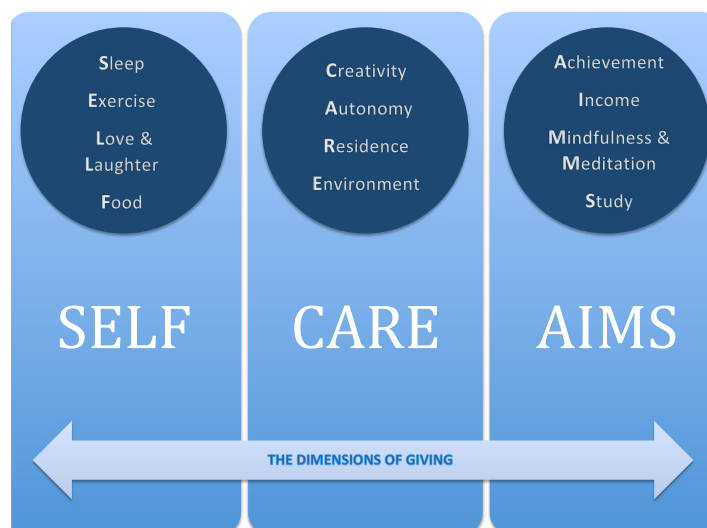 Sleep
Exercise
Love &
Laughter
Food
SELF
Creativity
Autonomy
Residence
Environment
CARE
Achievement
Income
Mindfulness &
Meditation
Study
AIMS
THE DIMENSIONS OF GIVING